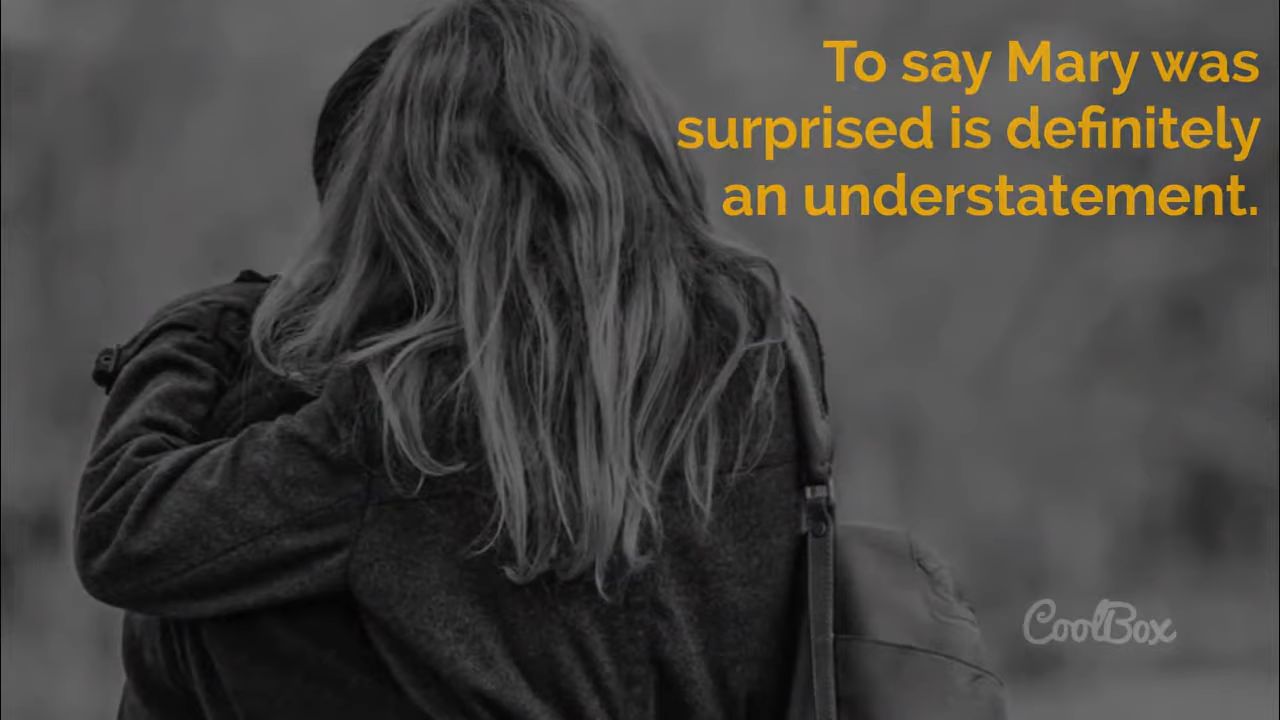 To say Mary was
surprised is definitely
an understatement.
CoolBox